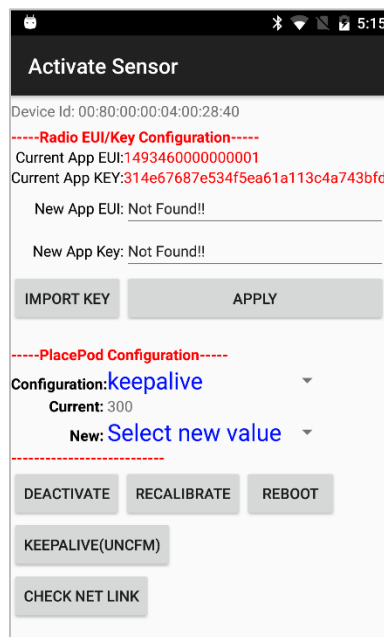 5:15
Activate Sensor
Device Id: 00:80:00:00:04:00:28:40
-----Radio EUI/Key Configuration-----
Current App EUI:1493460000000001
Current App KEY:314e67687e534f5ea61a113c4a743bfd
New App EUI: Not Found!!
New App Key: Not Found!!
IMPORT KEY APPLY
-----PlacePod Configuration-----
Configuration:keepalive
Current: 300
New: Select new value
---------------------------
DEACTIVATE RECALIBRATE REBOOT
KEEPALIVE(UNCFM)
CHECK NET LINK